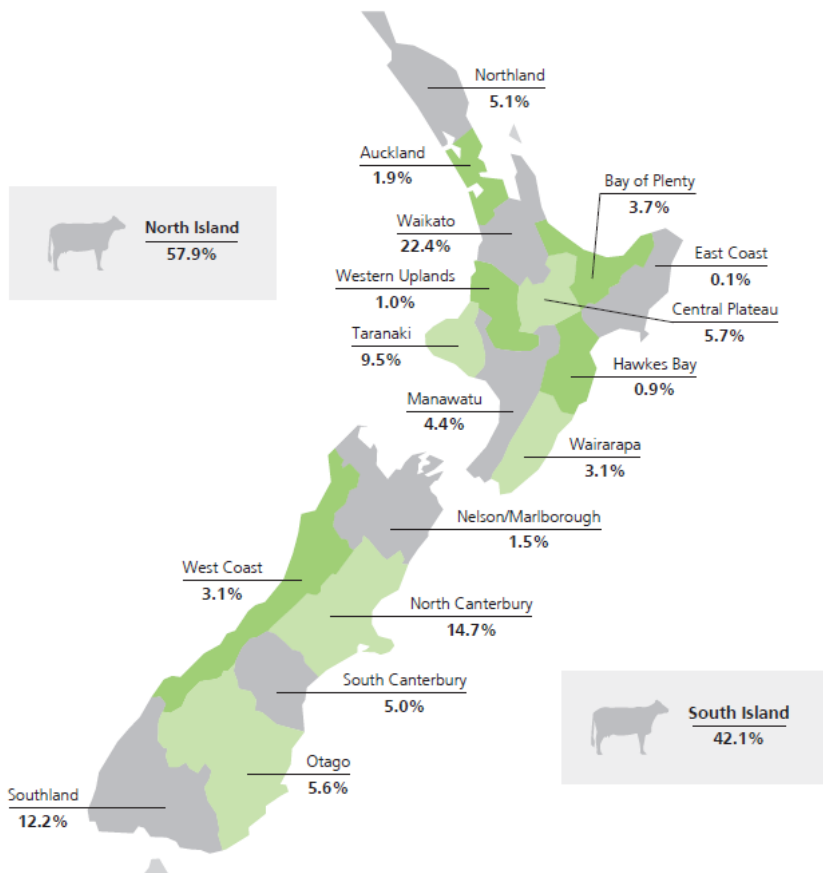 Northland
5.1%
Auckland
1.9%
Bay of Plenty
3.7%
North Island
57.9%
Waikato
22.4%
East Coast
0.1%
Western Uplands
1.0%
Central Plateau
5.7%
Taranaki
9.5%
Hawkes Bay
0.9%
Manawatu
4.4%
Wairarapa
3.1%
Nelson/Marlborough
1.5%
West Coast
3.1%
North Canterbury
14.7%
South Canterbury
5.0%
South Island
42.1%
Otago
5.6%
Southland
12.2%